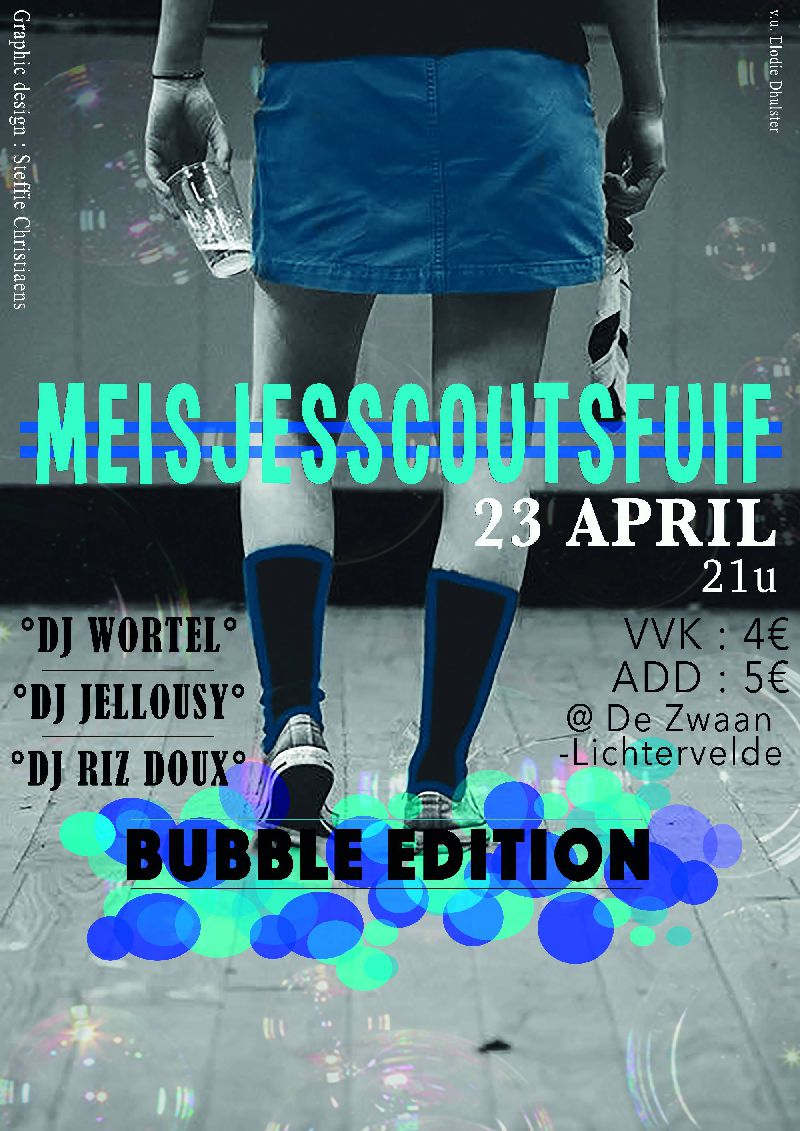 Graphic design : Steffie Christiaens
v.u. Elodie Dhulster
MEISJESSCOUTSFUIF
23 APRIL
21u
VVK : 4€
ADD : 5€
@ De Zwaan
-Lichtervelde
°DJ WORTEL°
°DJ JELLOUSY°
°DJ RIZ DOUX°
BUBBLE EDITION